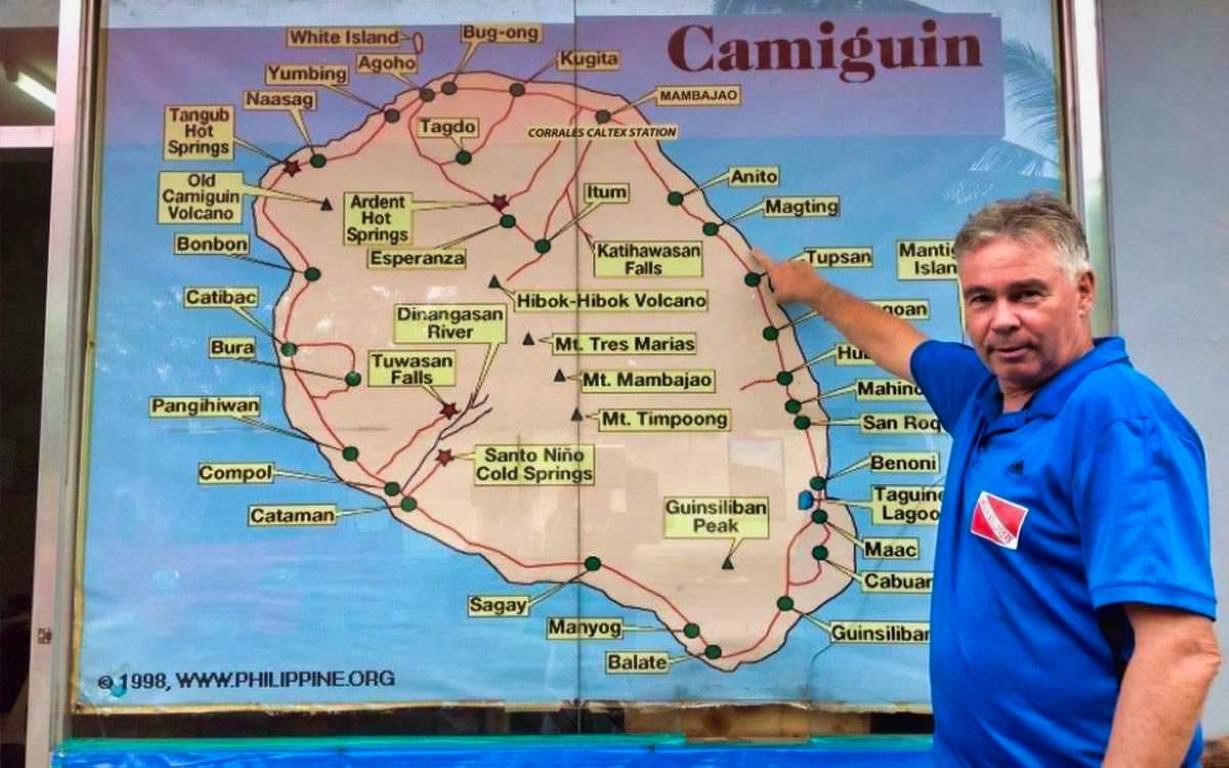 Camiguin
White Island
Bug-ong
Agoho
Kugita
Yumbing
Naasag
MAMBAJAO
Tangub
Hot
Springs
Tagdo
CORRALES CALTEX STATION
Old
Camiguin
Volcano
Ardent
Hot
Springs
Itum
Anito
Magting
Bonbon
Esperanza
Katihawasan
Falls
Tupsan
Catibac
Hibok-Hibok Volcano
Dinangasan
River
Bura
Tuwasan
Falls
Mt. Tres Marias
Mt. Mambajao
Pangihiwan
Mt. Timpoong
San Roq
Compol
Santo Niño
Cold Springs
Benoni
Cataman
Guinsiliban
Peak
Lagoo
Maac
Cabuan
Sagay
Manyog
Guinsiliban
Balate
© 1998, WWW.PHILIPPINE.ORG